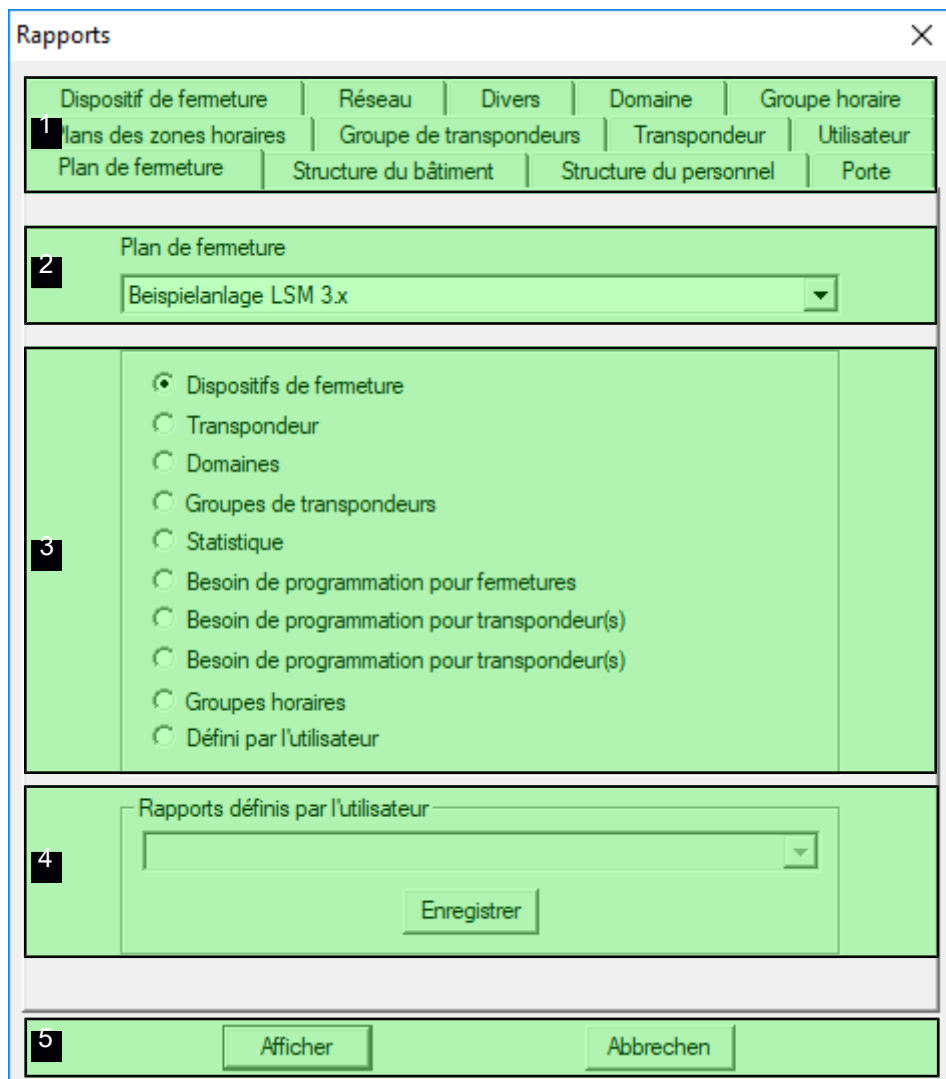 Rapports
Dispositif de fermeture Réseau Divers Domaine Groupe horaire
1
Plans des zones horaires Groupe de transpondeurs Transpondeur Utilisateur
Plan de fermeture Structure du bâtiment Structure du personnel Porte
2
Plan de fermeture
Beispielanlage LSM 3.x
3
Dispositifs de fermeture
Transpondeur
Domaines
Groupes de transpondeurs
Statistique
Besoin de programmation pour fermetures
Besoin de programmation pour transpondeur(s)
Besoin de programmation pour transpondeur(s)
Groupes horaires
Défini par l'utilisateur
4
Rapports définis par l'utilisateur
Enregistrer
5
Afficher Abbrechen